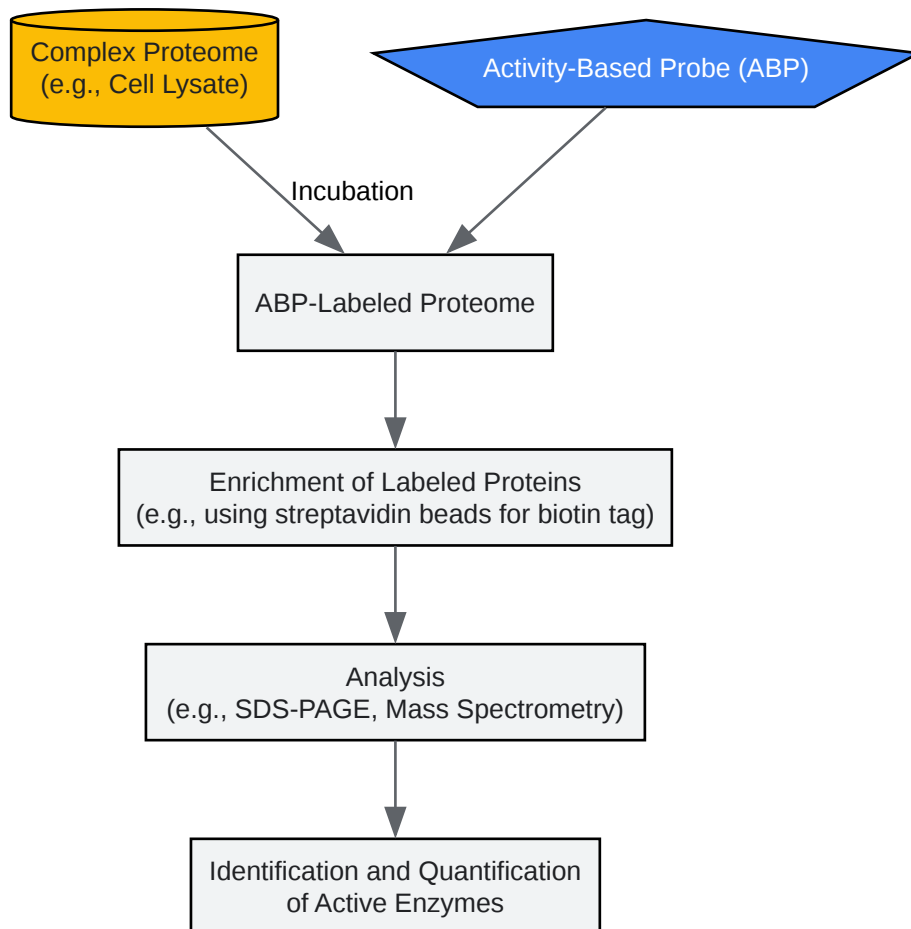 Complex Proteome
(e.g., Cell Lysate)
Activity-Based Probe (ABP)
Incubation
ABP-Labeled Proteome
Enrichment of Labeled Proteins
(e.g., using streptavidin beads for biotin tag)
Analysis
(e.g., SDS-PAGE, Mass Spectrometry)
Identification and Quantification
of Active Enzymes